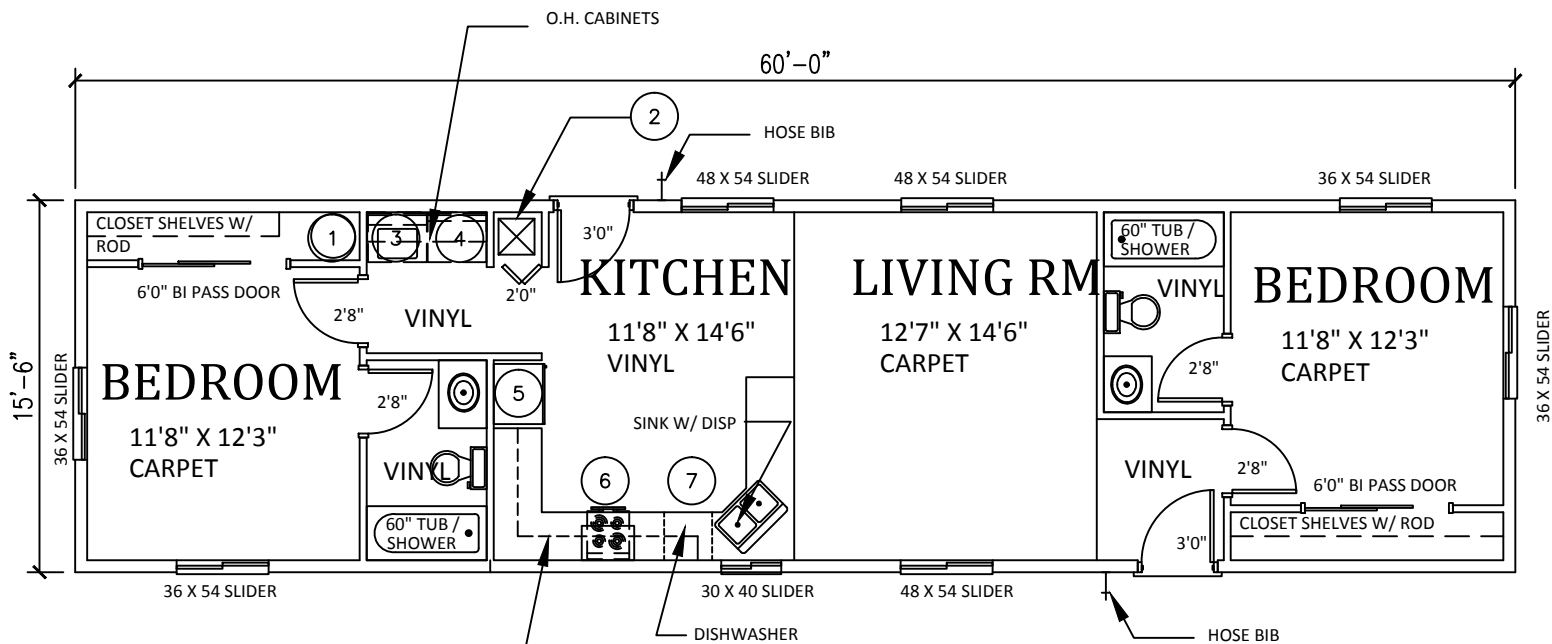 O.H. CABINETS
60'-0"
2
HOSE BIB
48 X 54 SLIDER
48 X 54 SLIDER
36 X 54 SLIDER
CLOSET SHELVES W/
ROD
1
3
4
3'0"
60" TUB /
SHOWER
6'0" BI PASS DOOR
2'8"
VINYL
2'0"
KITCHEN
11'8" X 14'6"
VINYL
LIVING RM
12'7" X 14'6"
CARPET
VINYL
BEDROOM
11'8" X 12'3"
CARPET
2'8"
36 X 54 SLIDER
15'-6"
36 X 54 SLIDER
BEDROOM
11'8" X 12'3"
CARPET
2'8"
5
SINK W/ DISP
VINYL
6
7
VINYL
2'8"
6'0" BI PASS DOOR
60" TUB /
SHOWER
3'0"
CLOSET SHELVES W/ ROD
36 X 54 SLIDER
30 X 40 SLIDER
48 X 54 SLIDER
DISHWASHER
HOSE BIB